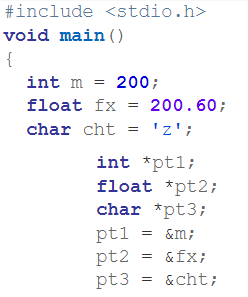 #include <stdio.h>
void main()
{
int m = 200;
float fx = 200.60;
char cht = 'z';
int *pt1;
float *pt2;
char *pt3;
pt1 = &m;
pt2 = &fx;
pt3 = &cht;